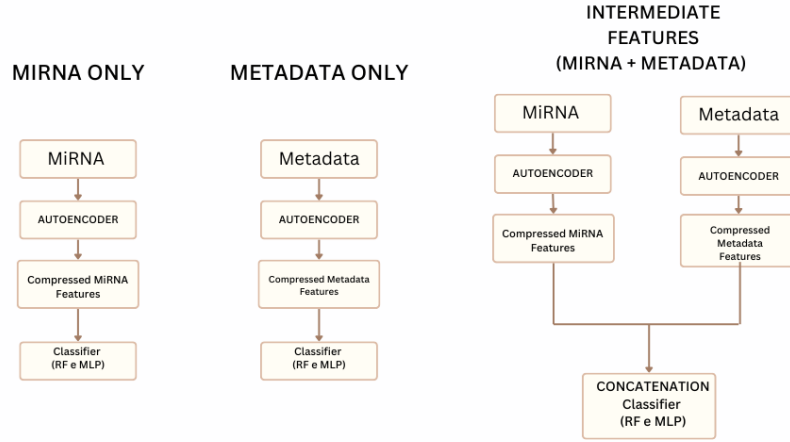 MIRNA ONLY
MiRNA
AUTOENCODER
Compressed MiRNA
Features
Classifier
(RF e MLP)
METADATA ONLY
Metadata
AUTOENCODER
Compressed Metadata
Features
Classifier
(RF e MLP)
INTERMEDIATE
FEATURES
(MIRNA + METADATA)
MiRNA
AUTOENCODER
Compressed MiRNA
Features
Metadata
AUTOENCODER
Compressed
Metadata
Features
CONCATENATION
Classifier
(RF e MLP)